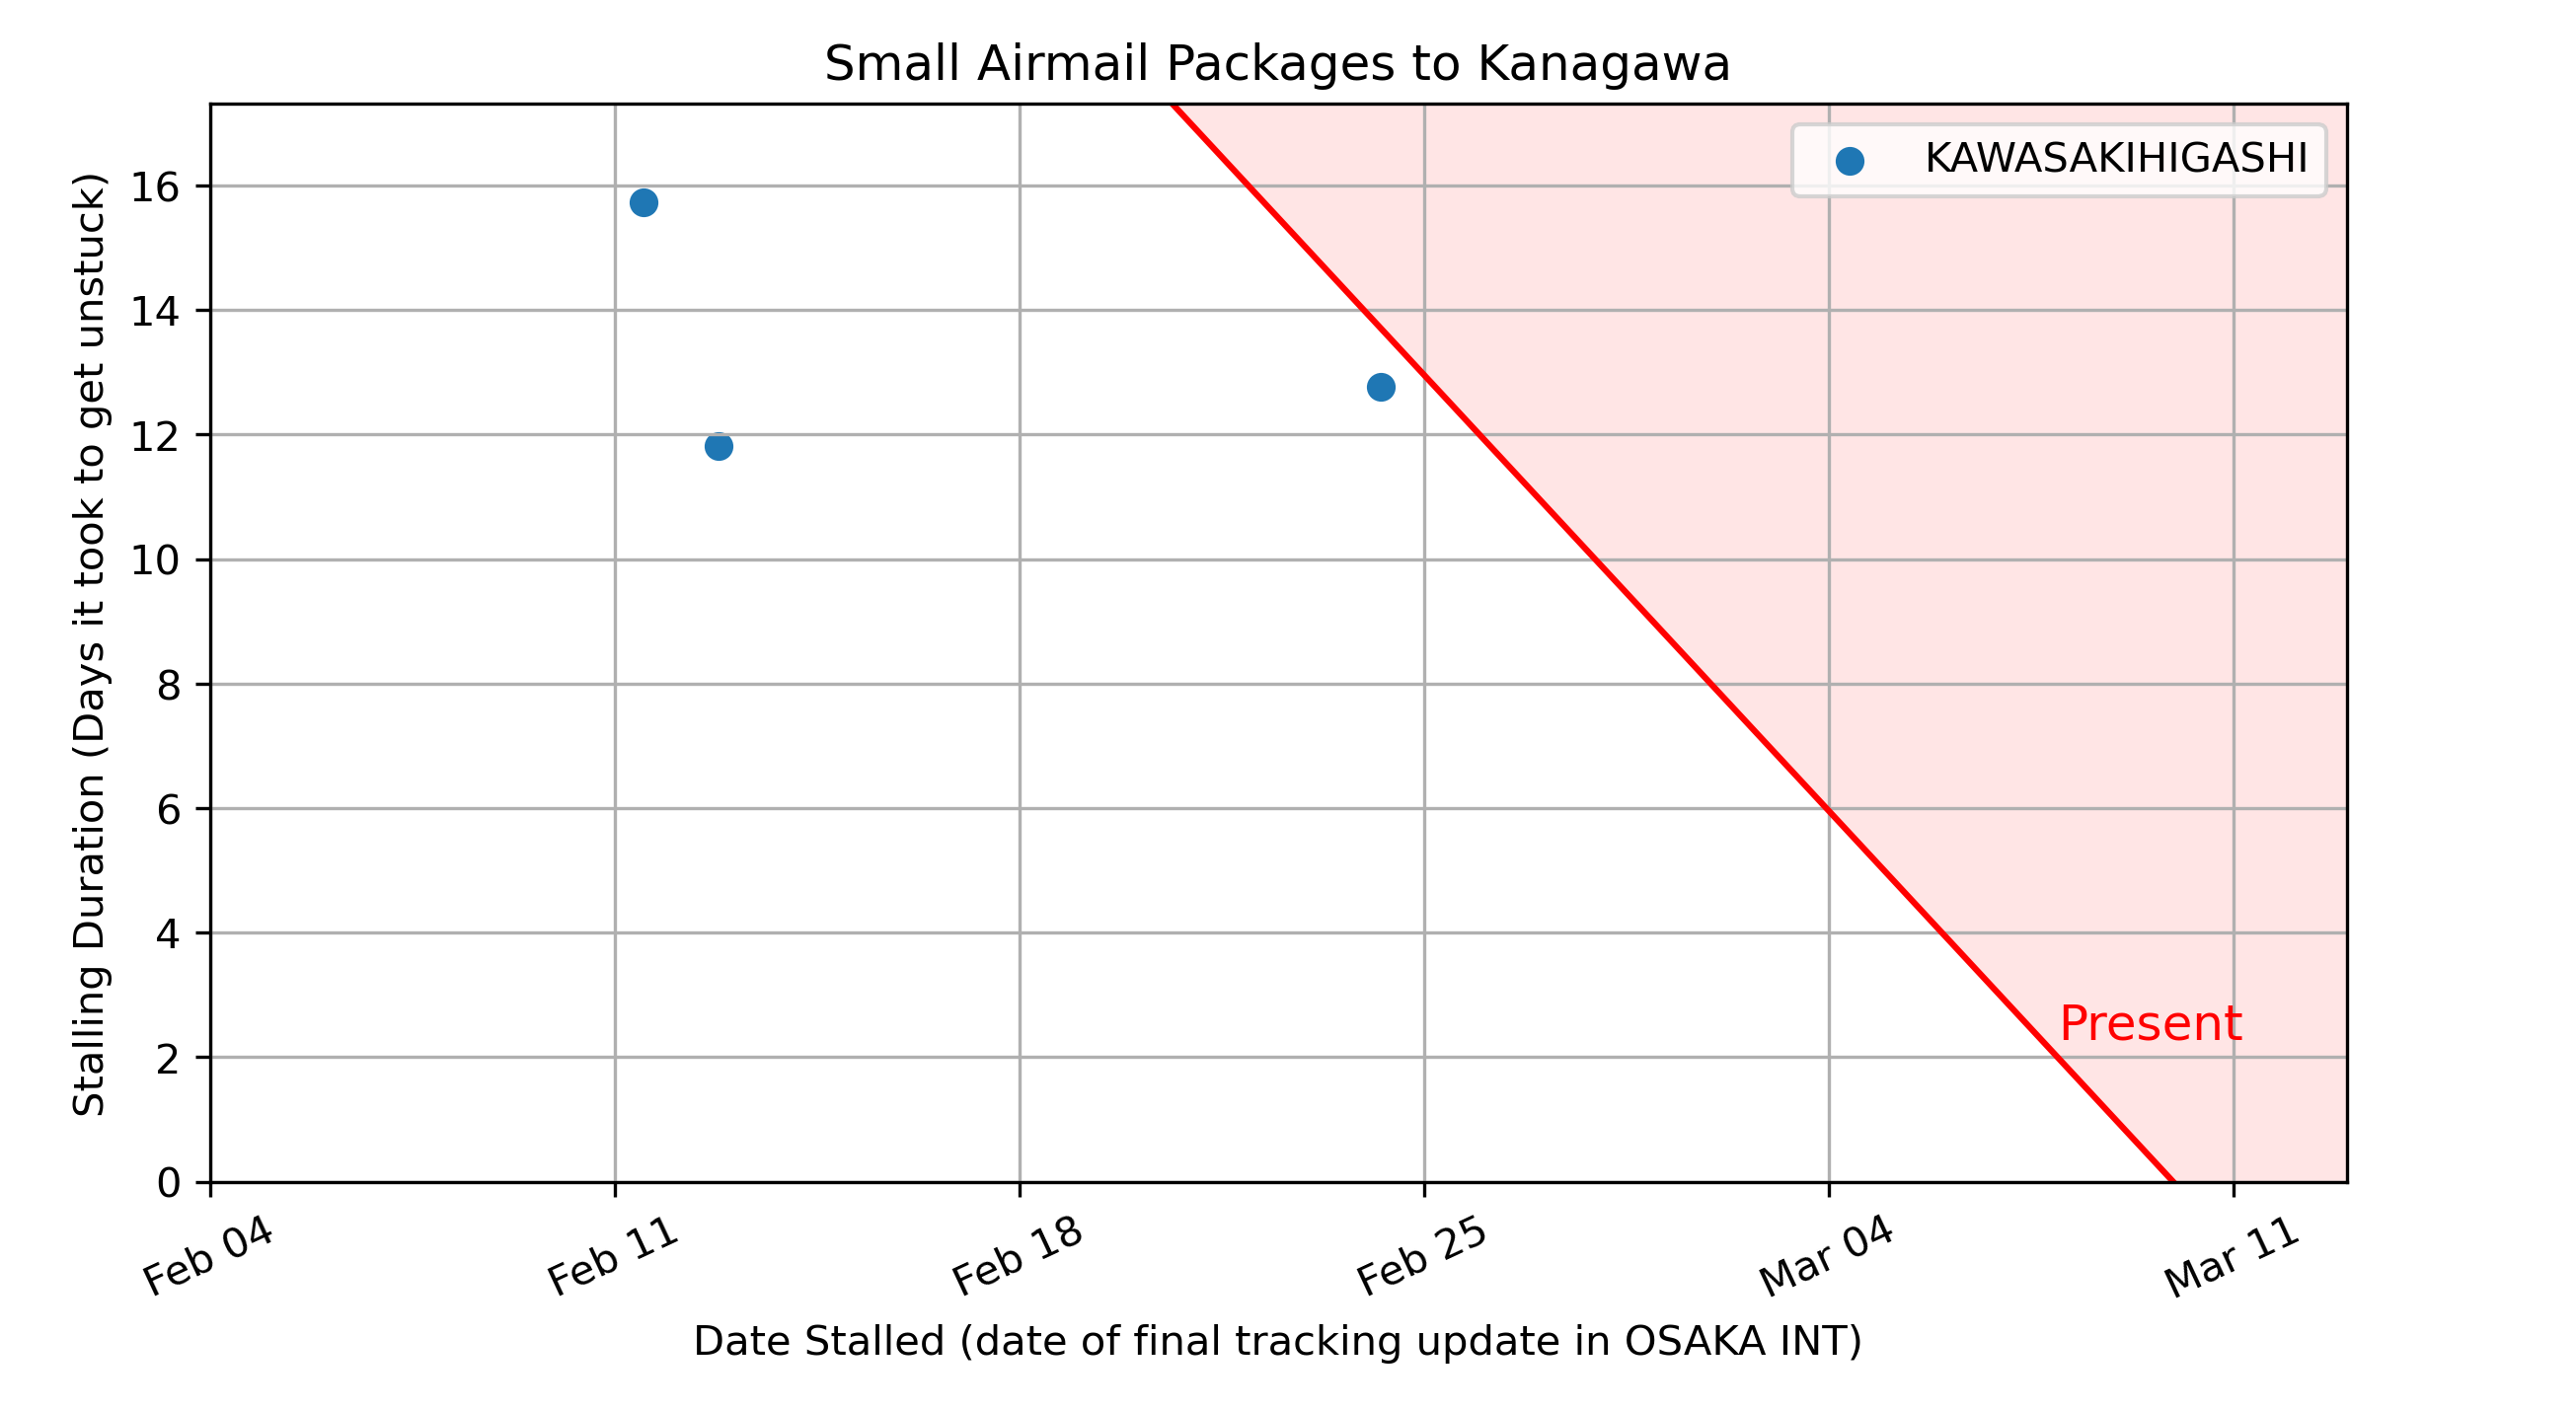 Small Airmail Packages to Kanagawa
KAWASAKIHIGASHI
Stalling Duration (Days it took to get unstuck)
16
14
12
10
8
6
4
2
0
Present
Feb 04
Feb 11
Feb 18
Feb 25
Mar 04
Mar 11
Date Stalled (date of final tracking update in OSAKA INT)